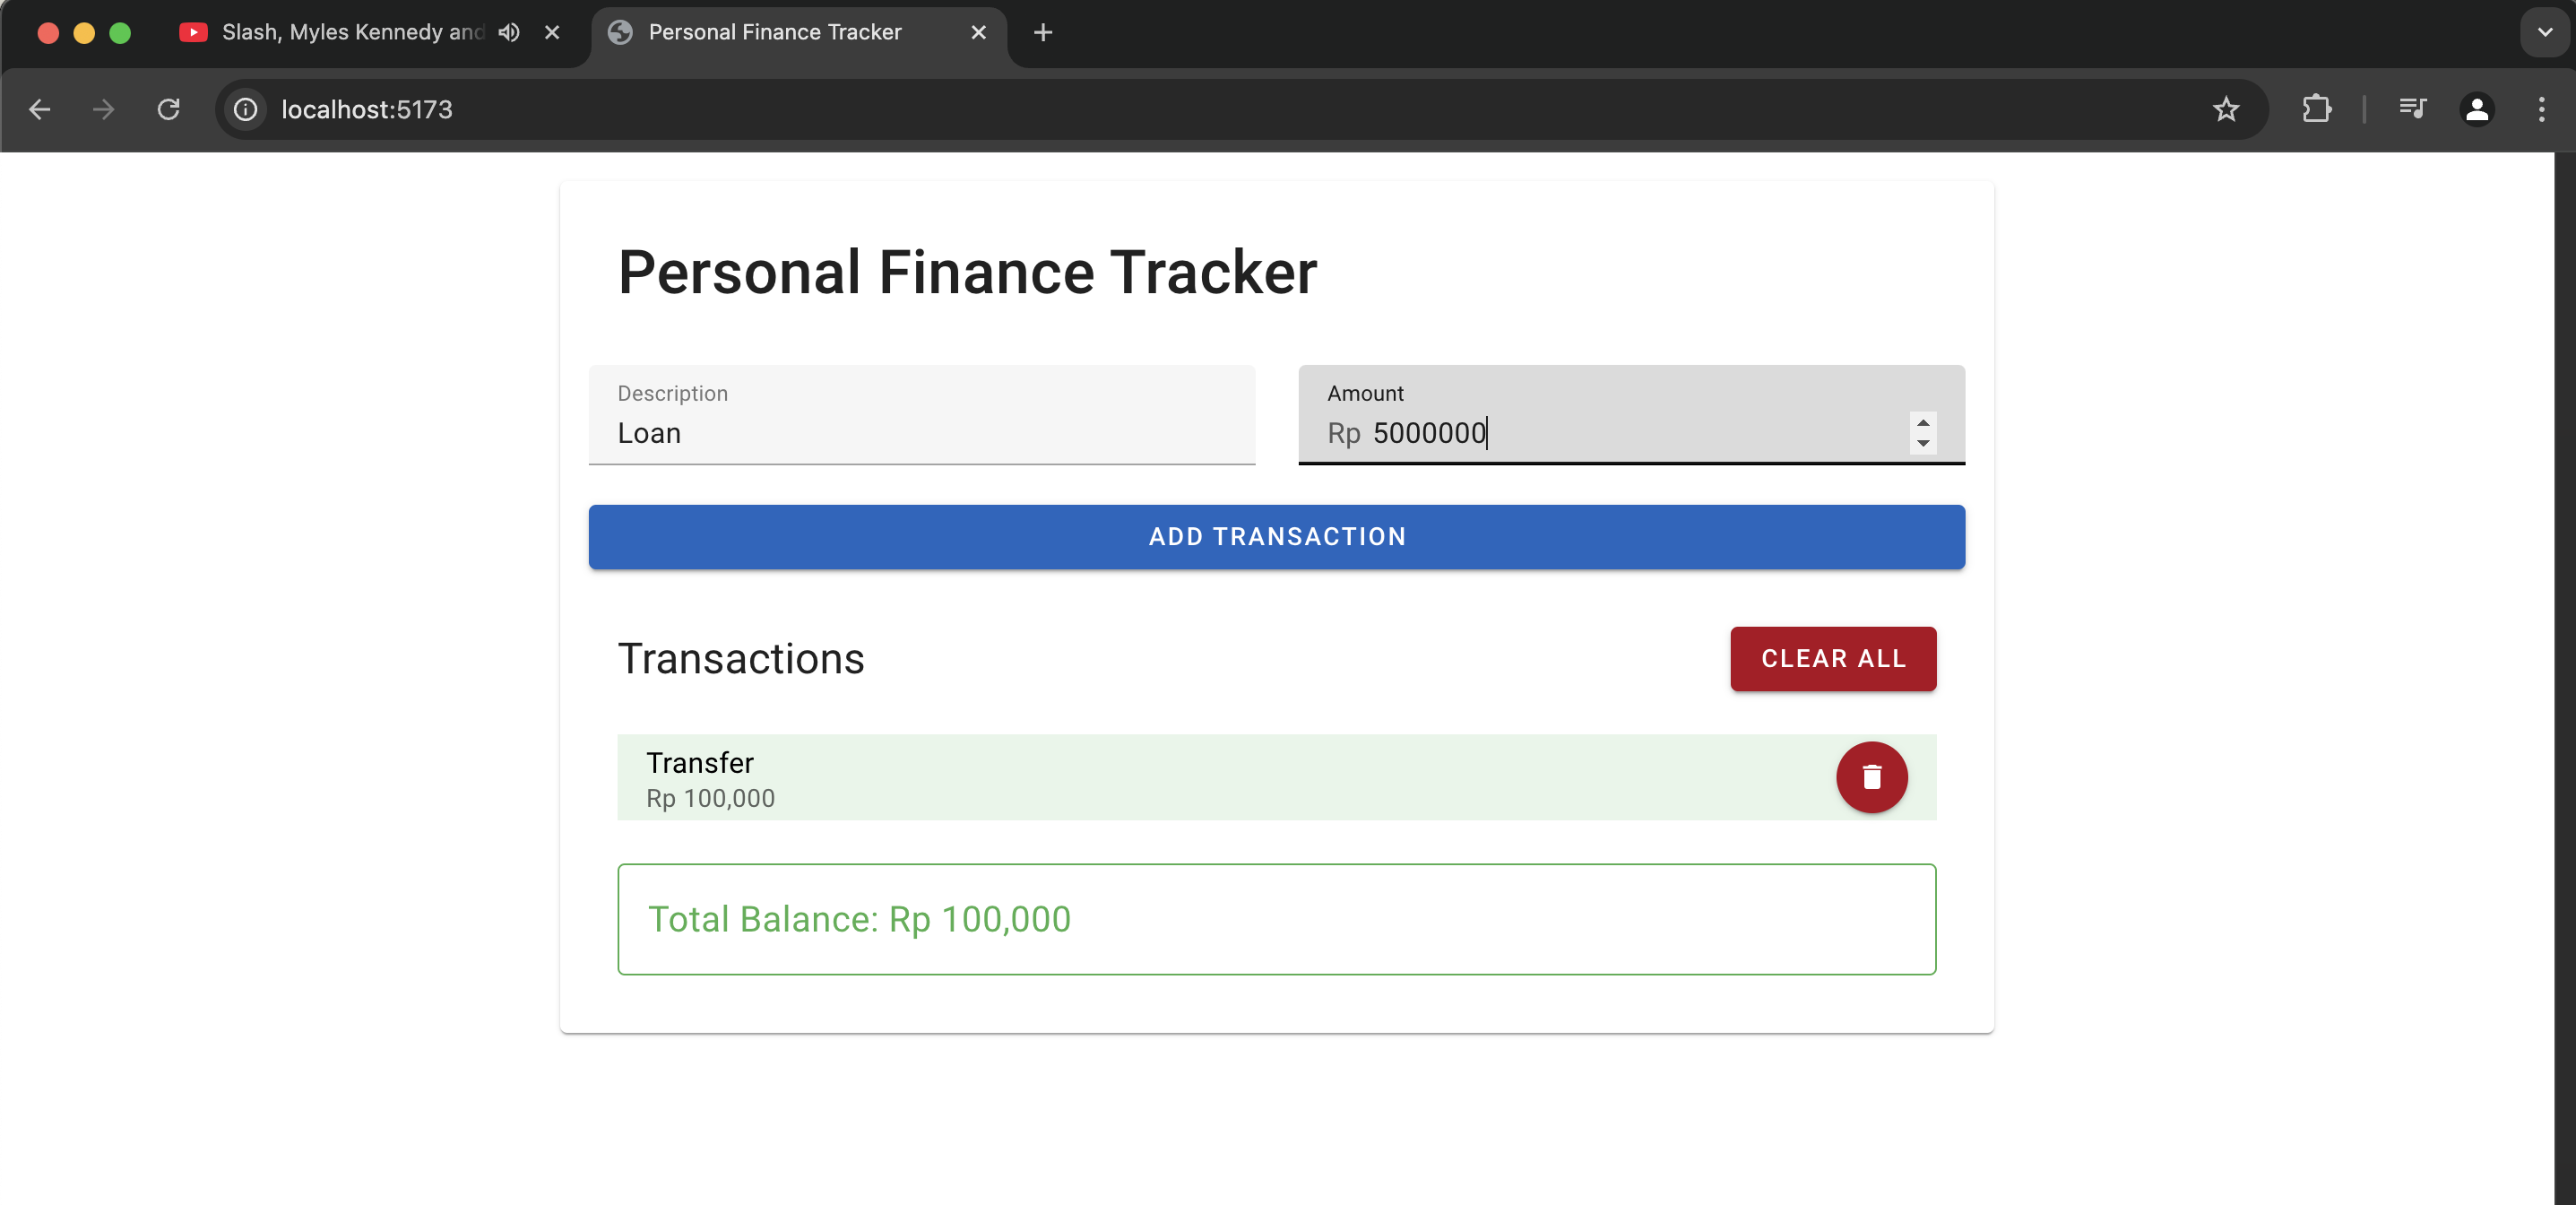 Slash, Myles Kennedy and
Personal Finance Tracker
localhost:5173
Personal Finance Tracker
Description
Loan
Amount
Rp 5000000
ADD TRANSACTION
Transactions
CLEAR ALL
Transfer
Rp 100,000
Total Balance: Rp 100,000